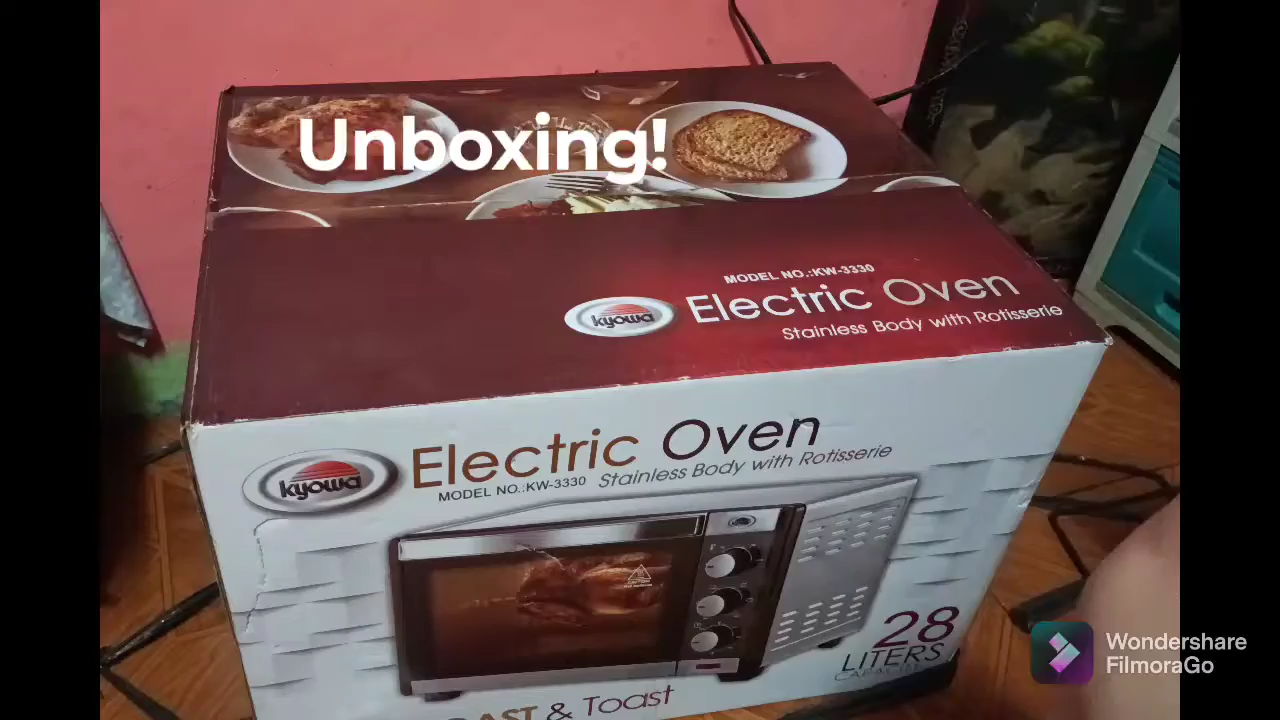 Unboxing!
MODEL NO.:KW-3330
kyowa
Electric Oven
Stainless Body with Rotisserie
kyowa
Electric Oven
MODEL NO.:KW-3330 Stainless Body with Rotisserie
28
LITERS
CAPACITY
& Toast
Wondershare
FilmoraGo